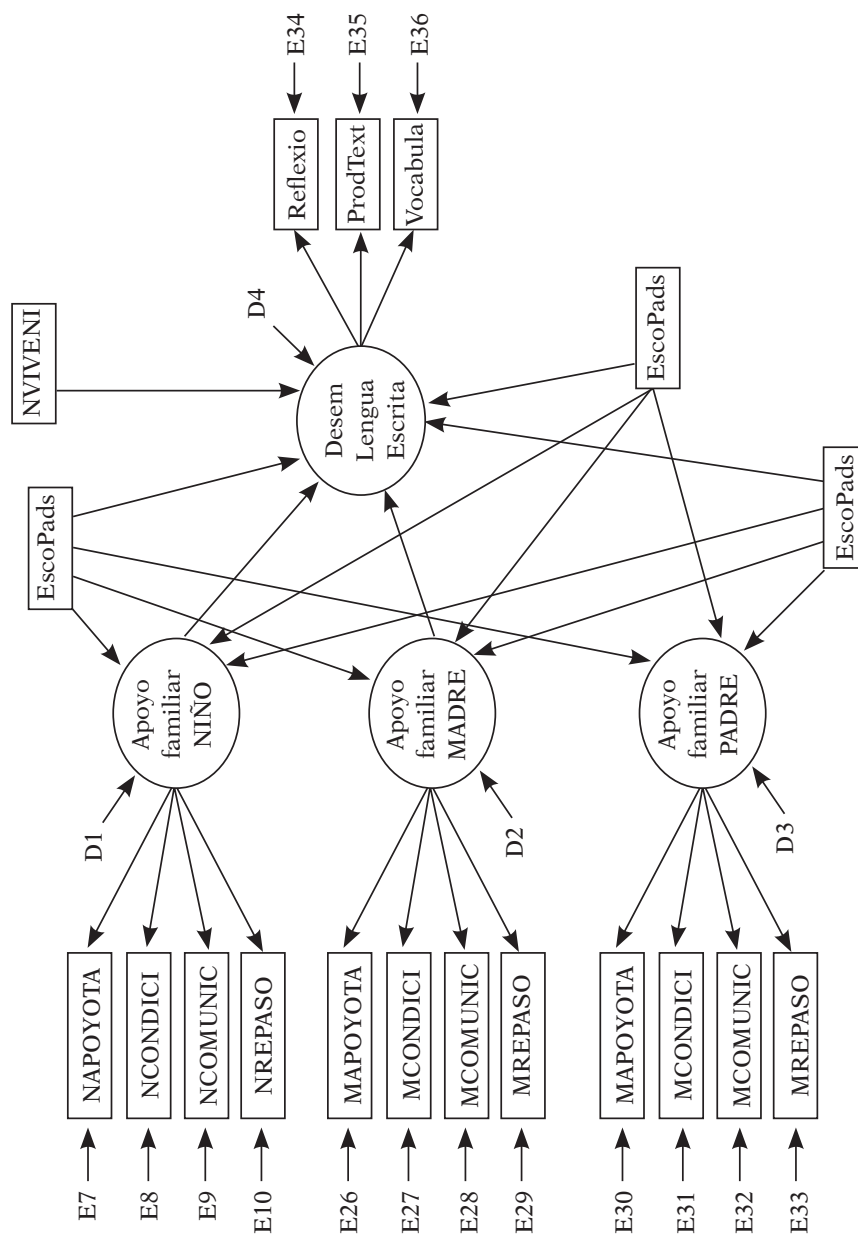 E7
E8
E9
E10
E26
E27
E28
E29
E30
E31
E32
E33
NAPOYOTA
NCONDICI
NCOMUNIC
NREPASO
MAPOYOTA
MCONDICI
MCOMUNIC
MREPASO
MAPOYOTA
MCONDICI
MCOMUNIC
MREPASO
D1
D2
D3
Apoyo
familiar
NIÑO
Apoyo
familiar
MADRE
Apoyo
familiar
PADRE
EscoPads
NVIVENI
D4
Desem
Lengua
Escrita
EscoPads
EscoPads
Reflexio
ProdText
Vocabula
E34
E35
E36